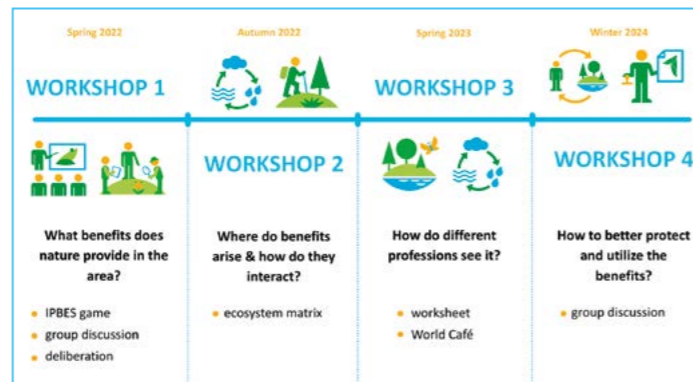 Spring 2022
WORKSHOP 1
What benefits does
nature provide in the
area?
• IPBES game
• group discussion
• deliberation
Autumn 2022
WORKSHOP 2
Where do benefits
arise & how do they
interact?
• ecosystem matrix
Spring 2023
WORKSHOP 3
How do different
professions see it?
• worksheet
• World Café
Winter 2024
WORKSHOP 4
How to better protect
and utilize the
benefits?
• group discussion